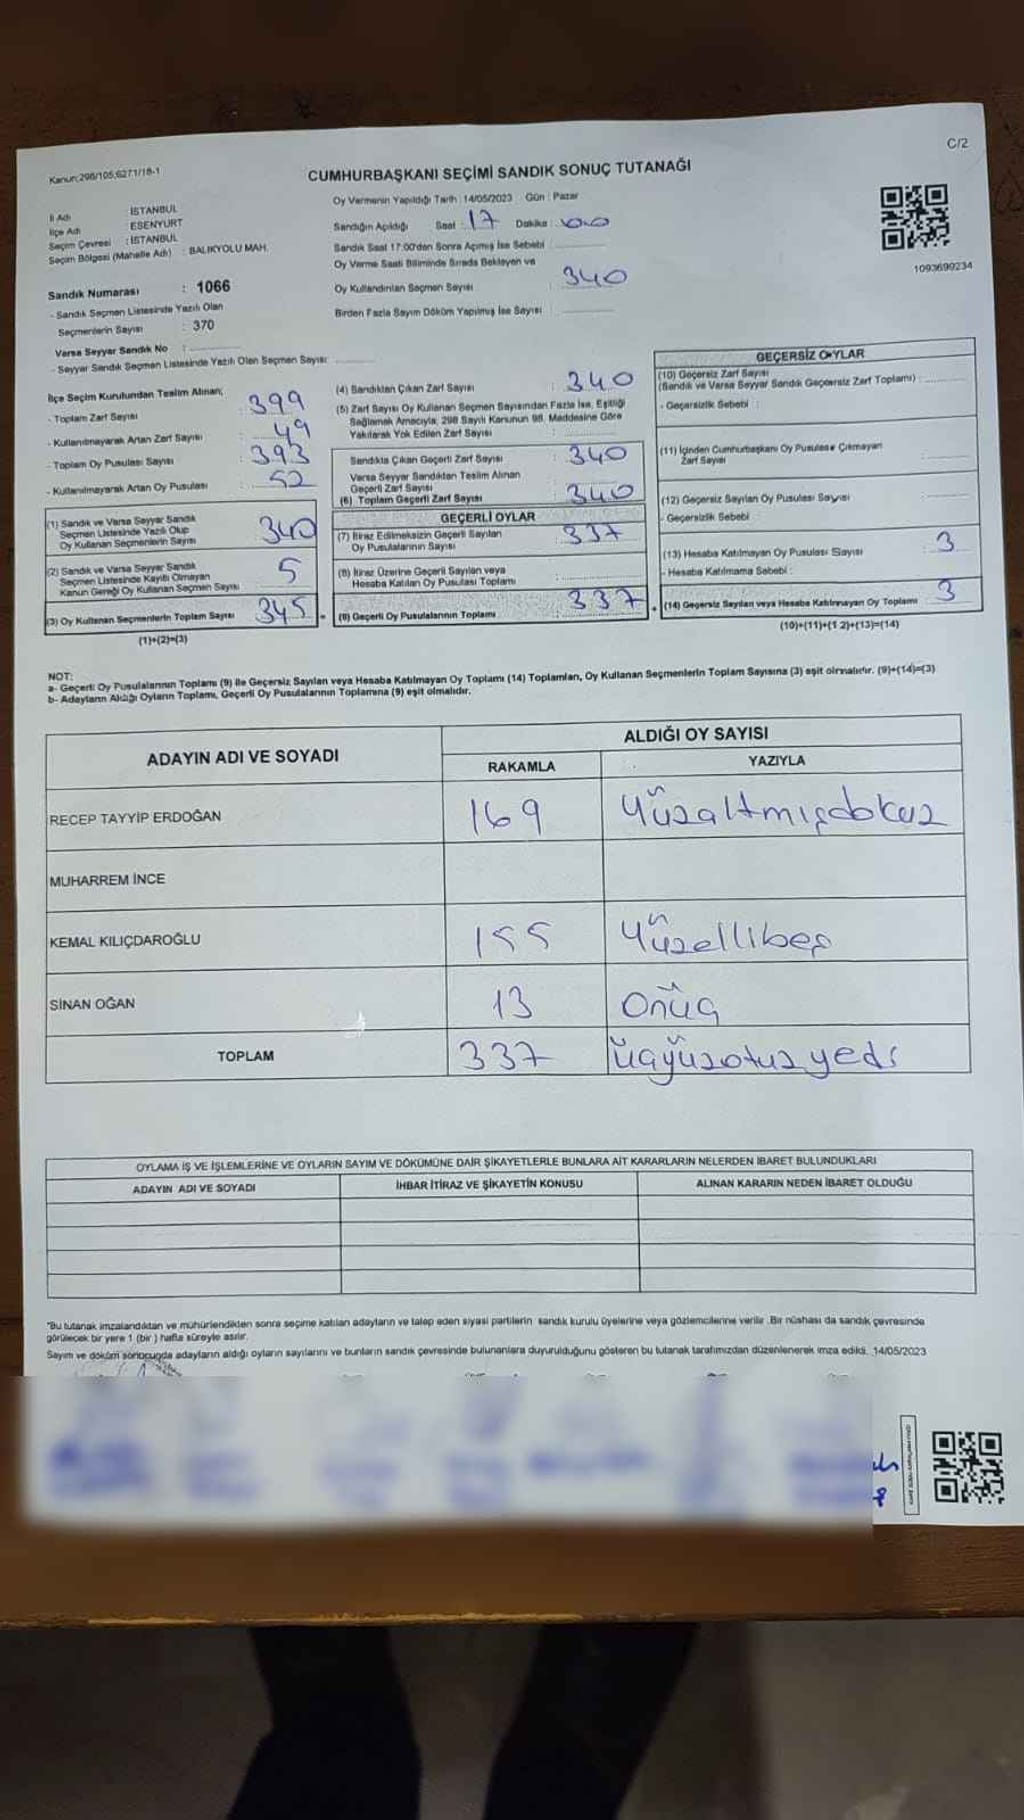 C/2
Kanun:298/105,6271/18-1
CUMHURBAŞKANI SEÇİMİ SANDIK SONUÇ TUTANAĞI
İl Adı : İSTANBUL
İlçe Adı : ESENYURT
Seçim Çevresi : İSTANBUL
Seçim Bölgesi (Mahalle Adı) : BALIKYOLU MAH.
Oy Vermenin Yapıldığı Tarih : 14/05/2023 Gün : Pazar
Sandığın Açıldığı Saat : 17 Dakika : 00
Sandık Saat 17:00'den Sonra Açımış İse Sebebi :
Oy Verme Saati Bitiminde Sırada Bekleyen ve
Oy Kullandırılan Seçmen Sayısı : 340
Birden Fazla Sayım Döküm Yapılmış İse Sayısı :
1093699234
Sandık Numarası : 1066
- Sandık Seçmen Listesinde Yazılı Olan
Seçmenlerin Sayısı : 370
Varsa Seyyar Sandık No :
- Seyyar Sandık Seçmen Listesinde Yazılı Olen Seçmen Sayısı:
İlçe Seçim Kurulundan Teslim Alınan;
- Toplam Zarf Sayısı : 399
- Kullanılmayarak Artan Zarf Sayısı : 49
- Toplam Oy Pusulası Sayısı : 393
- Kullanılmayarak Artan Oy Pusulası : 52
(1) Sandık ve Varsa Seyyar Sandık
Seçmen Listesinde Yazılı Olup
Oy Kullanan Seçmenlerin Sayısı 340
(2) Sandık ve Varsa Seyyar Sandık
Seçmen Listesinde Kayıtlı Olmayan
Kanun Gereği Oy Kullanan Seçmen Sayısı 5
(3) Oy Kullanan Seçmenlerin Toplam Sayısı 345 =
(1)+(2)=(3)
(4) Sandıktan Çıkan Zarf Sayısı : 340
(5) Zarf Sayısı Oy Kullanan Seçmen Sayısından Fazla İse, Eşitliği
Sağlamak Amacıyla, 298 Sayılı Kanunun 98. Maddesine Göre
Yakılarak Yok Edilen Zarf Sayısı :
Sandıkta Çıkan Geçerli Zarf Sayısı : 340
Varsa Seyyar Sandıktan Teslim Alınan
Geçerli Zarf Sayısı
(6) Toplam Geçerli Zarf Sayısı 340
GEÇERLİ OYLAR
(7) İtiraz Edilmeksizin Geçerli Sayılan
Oy Pusulalarının Sayısı : 337
(8) İtiraz Üzerine Geçerli Sayılan veya
Hesaba Katılan Oy Pusulası Toplamı :
(9) Geçerli Oy Pusulalarının Toplamı : 337 +
GEÇERSİZ OYLAR
(10) Geçersiz Zarf Sayısı
(Sandık ve Varsa Seyyar Sandık Geçersiz Zarf Toplamı) :
- Geçersizlik Sebebi :
(11) İçinden Cumhurbaşkanı Oy Pusulası Çıkmayan
Zarf Sayısı
(12) Geçersiz Sayılan Oy Pusulası Sayısı
- Geçersizlik Sebebi
(13) Hesaba Katılmayan Oy Pusulası Sayısı : 3
- Hesaba Katılmama Sebebi :
(14) Geçersiz Sayılan veya Hesaba Katılmayan Oy Toplamı 3
(10)+(11)+(12)+(13)=(14)
NOT:
a- Geçerli Oy Pusulalarının Toplamı (9) ile Geçersiz Sayılan veya Hesaba Katılmayan Oy Toplamı (14) Toplamları, Oy Kullanan Seçmenlerin Toplam Sayısına (3) eşit olmalıdır. (9)+(14)=(3)
b- Adayların Aldığı Oyların Toplamı, Geçerli Oy Pusulalarının Toplamına (9) eşit olmalıdır.
ADAYIN ADI VE SOYADI
ALDIĞI OY SAYISI
RAKAMLA YAZIYLA
RECEP TAYYİP ERDOĞAN 169 Yüzaltmışdokuz
MUHARREM İNCE
KEMAL KILIÇDAROĞLU 155 Yüzellibeş
SİNAN OĞAN 13 Onüç
TOPLAM 337 Üçyüzotuzyedi
OYLAMA İŞ VE İŞLEMLERİNE VE OYLARIN SAYIM VE DÖKÜMÜNE DAİR ŞİKAYETLERLE BUNLARA AİT KARARLARIN NELERDEN İBARET BULUNDUKLARI
ADAYIN ADI VE SOYADI İHBAR İTİRAZ VE ŞİKAYETİN KONUSU ALINAN KARARIN NEDEN İBARET OLDUĞU
*Bu tutanak imzalandıktan ve mühürlendikten sonra seçime katılan adayların ve talep eden siyasi partilerin sandık kurulu üyelerine veya gözlemcilerine verilir. Bir nüshası da sandık çevresinde
görülecek bir yere 1 (bir) hafta süreyle asılır.
Sayım ve döküm sonucunda adayların aldığı oyların sayılarını ve bunların sandık çevresinde bulunanlara duyurulduğunu gösteren bu tutanak tarafımızdan düzenlenerek imza edildi. 14/05/2023